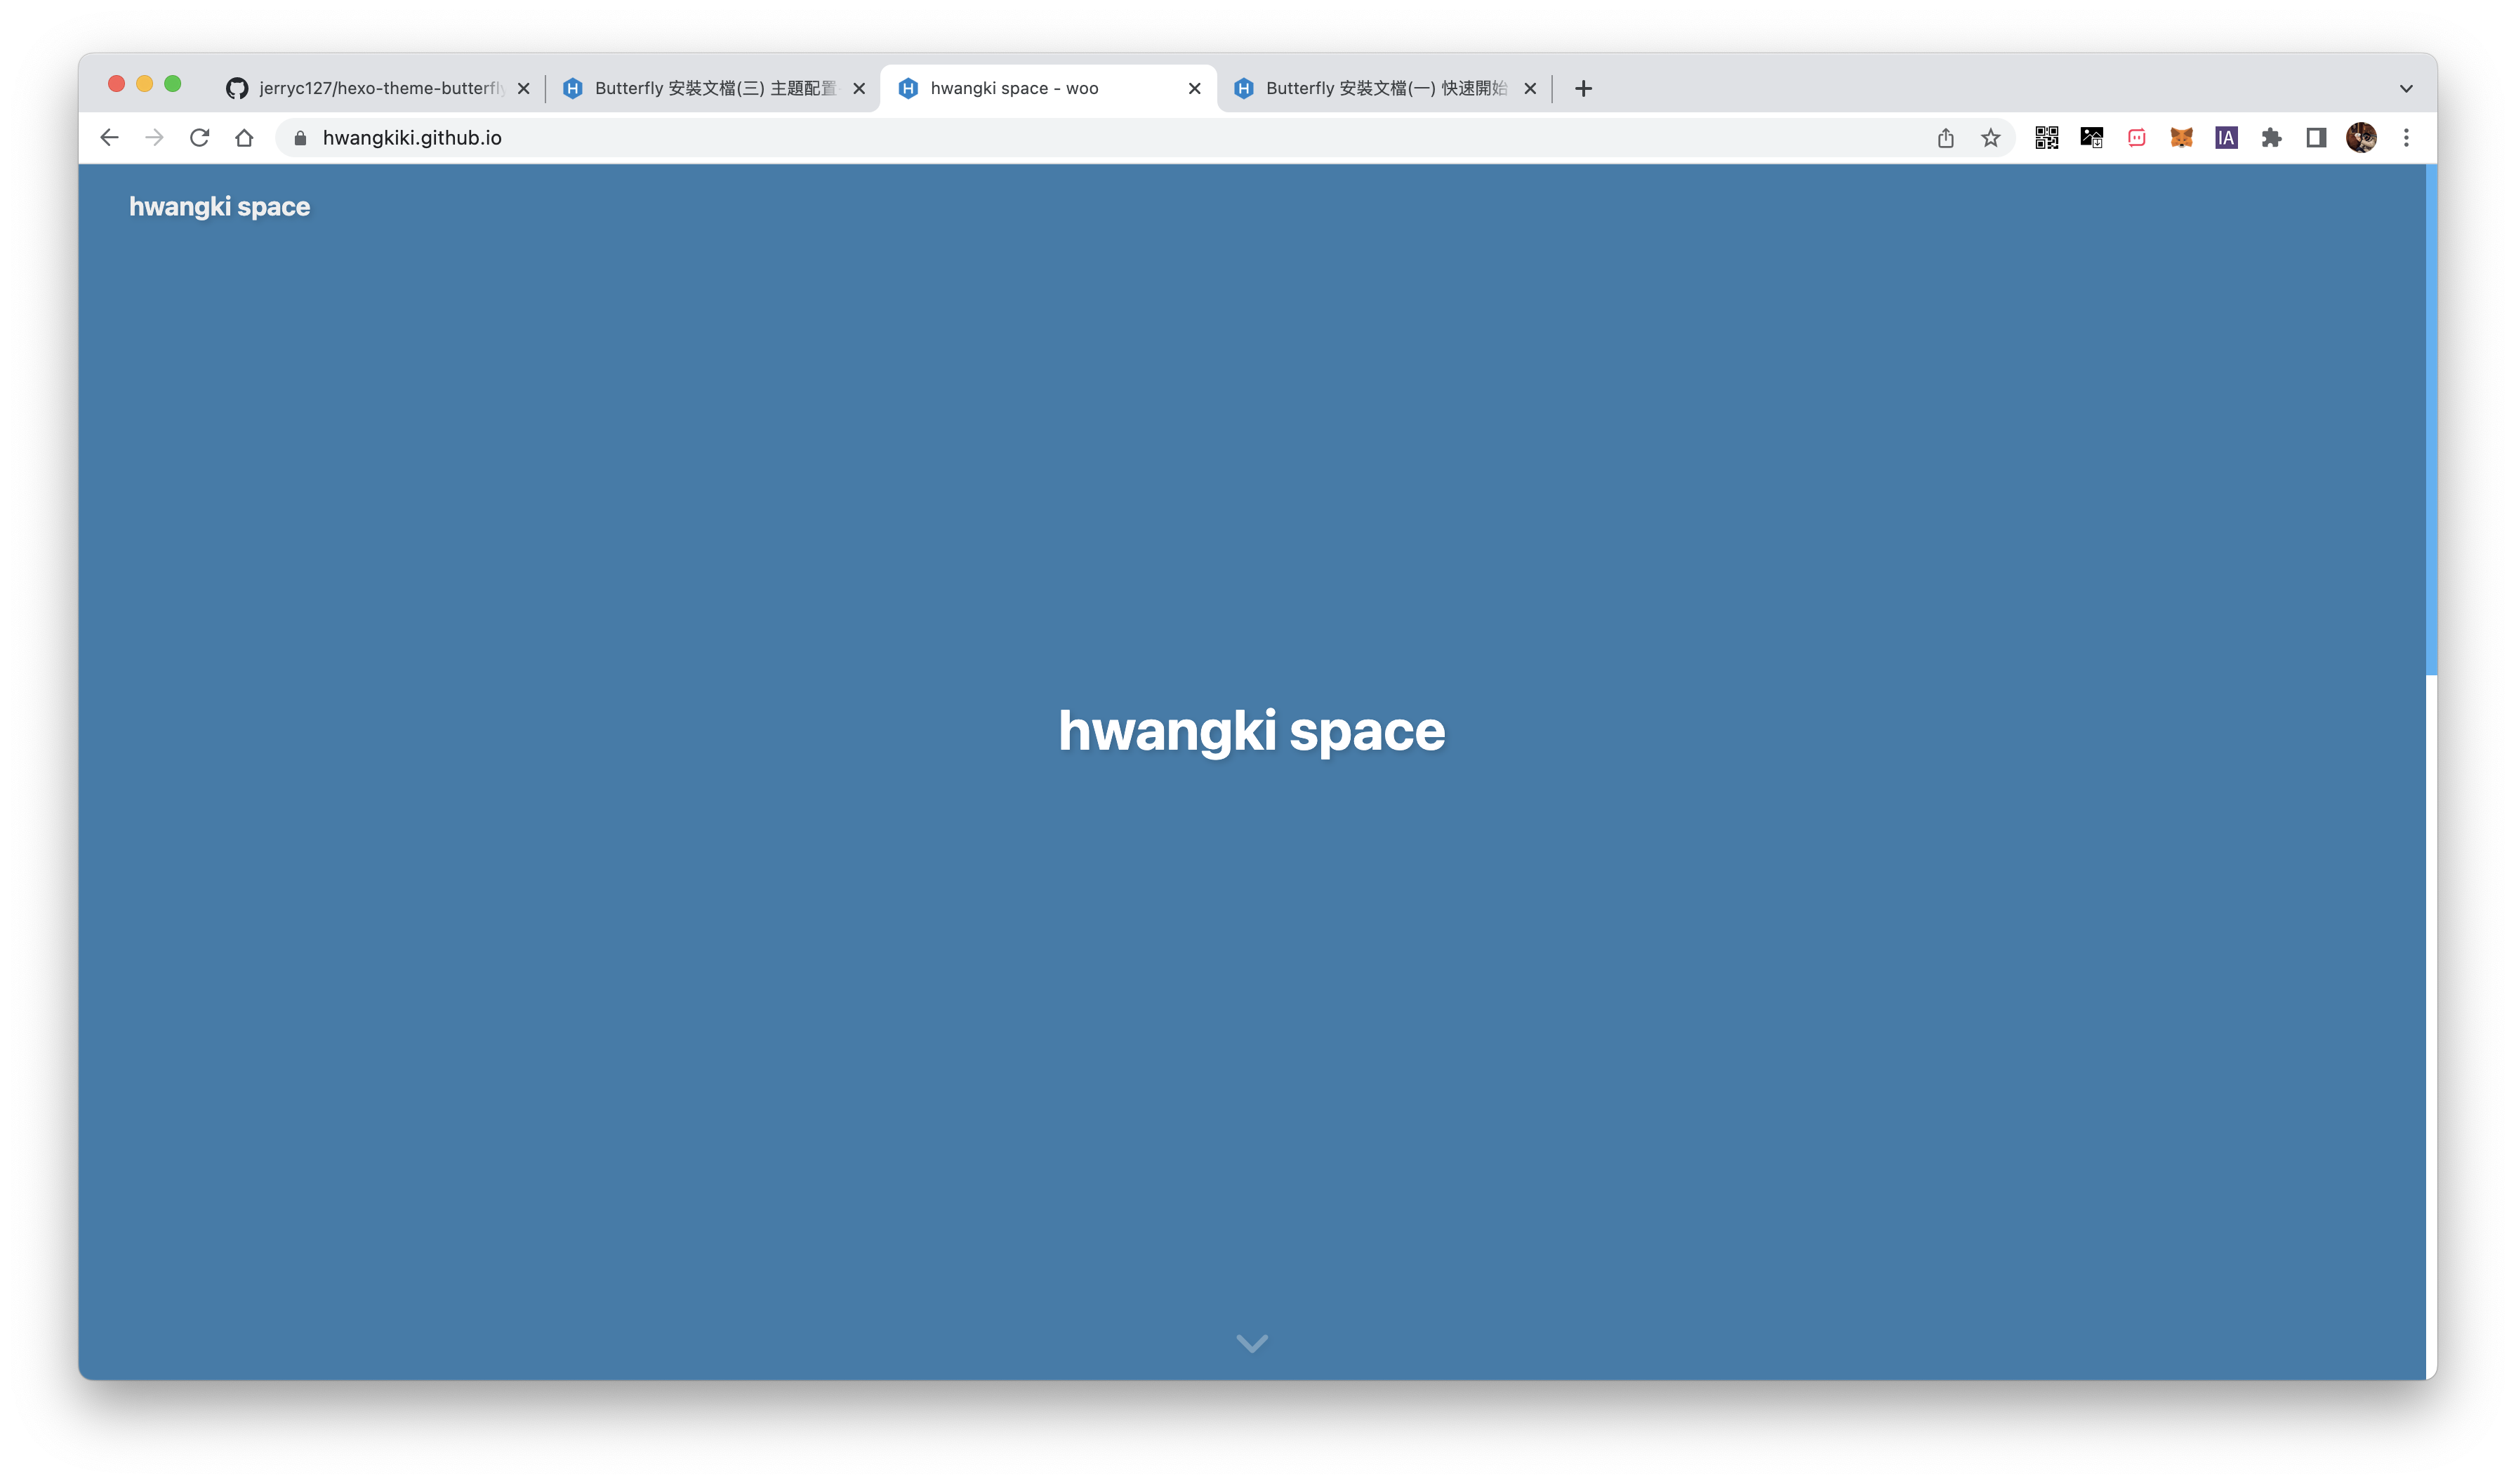 jerryc127/hexo-theme-butterfly
Butterfly 安裝文檔(三) 主題配置
hwangki space - woo
Butterfly 安裝文檔(一) 快速開始
hwangkiki.github.io
IA
hwangki space
hwangki space